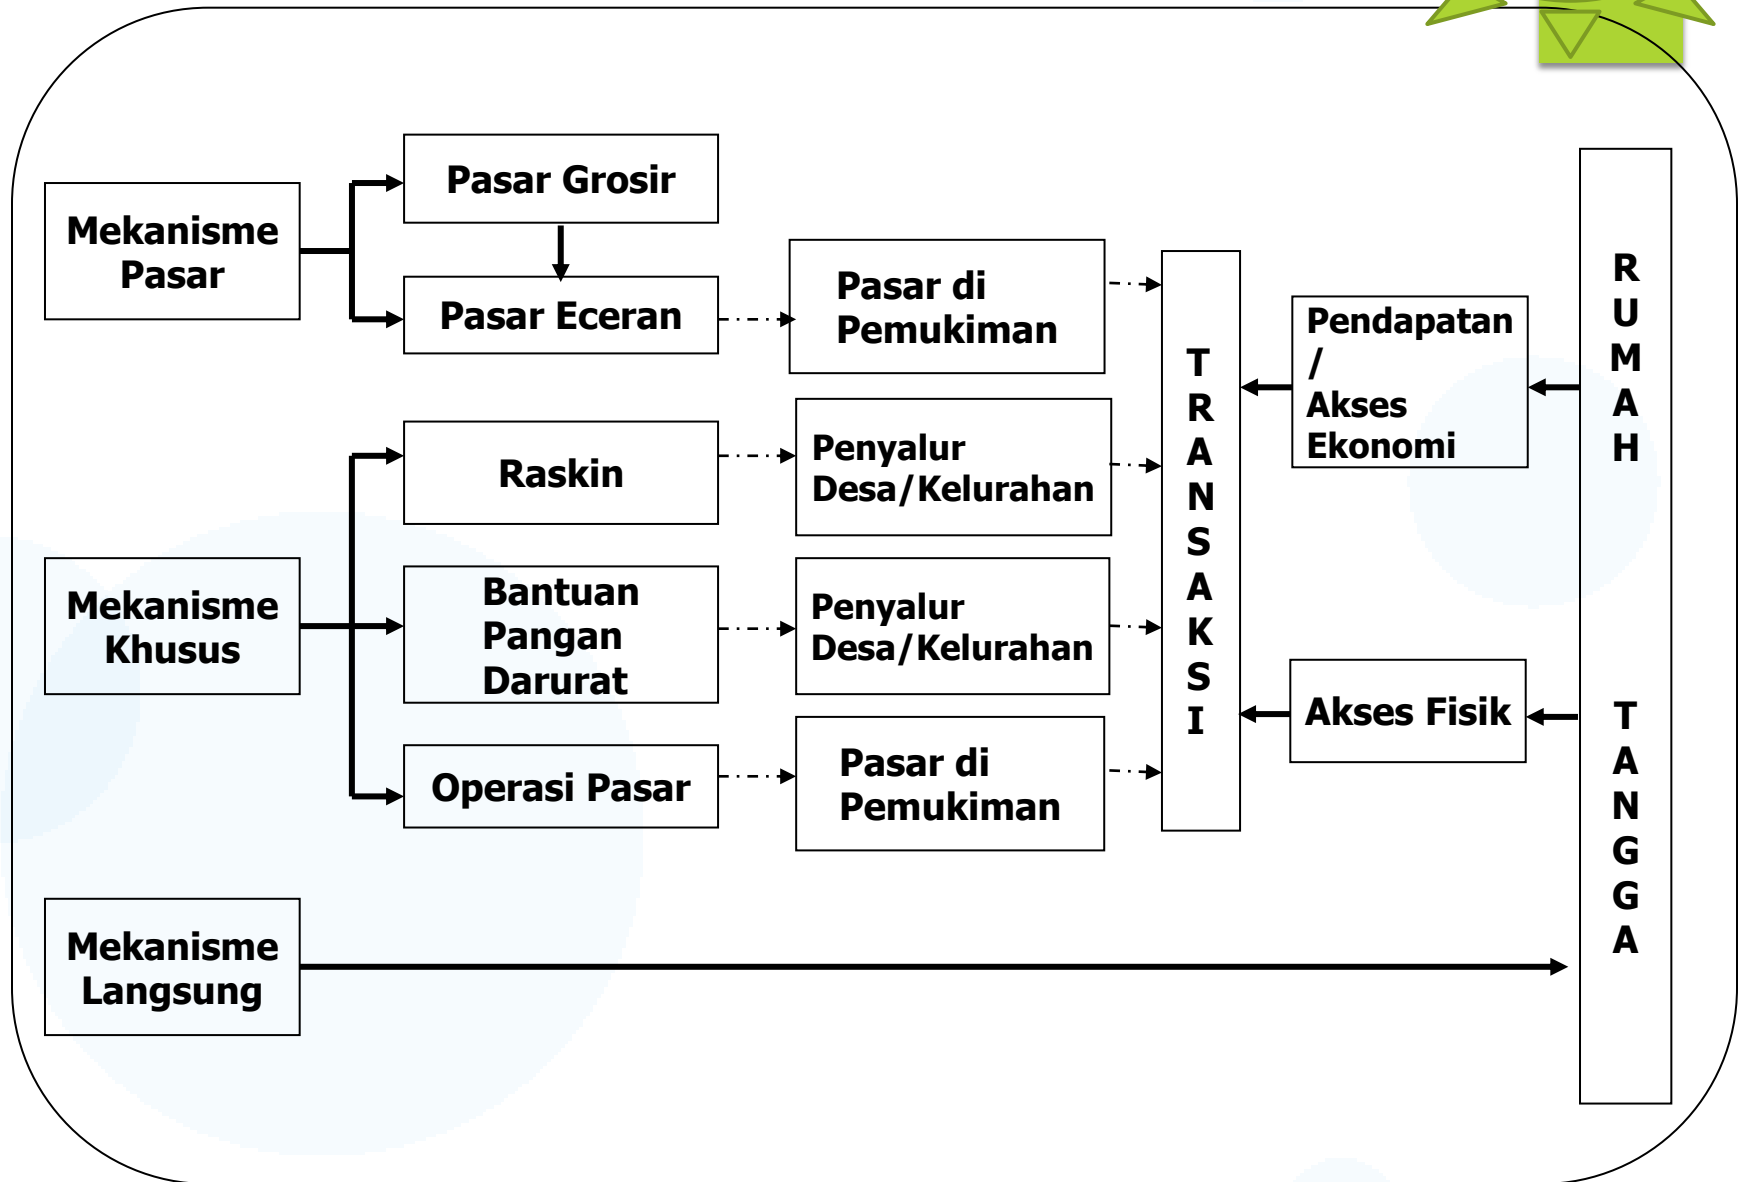 Mekanisme
Pasar
Pasar Grosir
Pasar Eceran
Pasar di
Pemukiman
Mekanisme
Khusus
Raskin
Penyalur
Desa/Kelurahan
Bantuan
Pangan
Darurat
Penyalur
Desa/Kelurahan
Operasi Pasar
Pasar di
Pemukiman
Mekanisme
Langsung
T
R
A
N
S
A
K
S
I
Pendapatan
/
Akses
Ekonomi
Akses Fisik
R
U
M
A
H
T
A
N
G
G
A